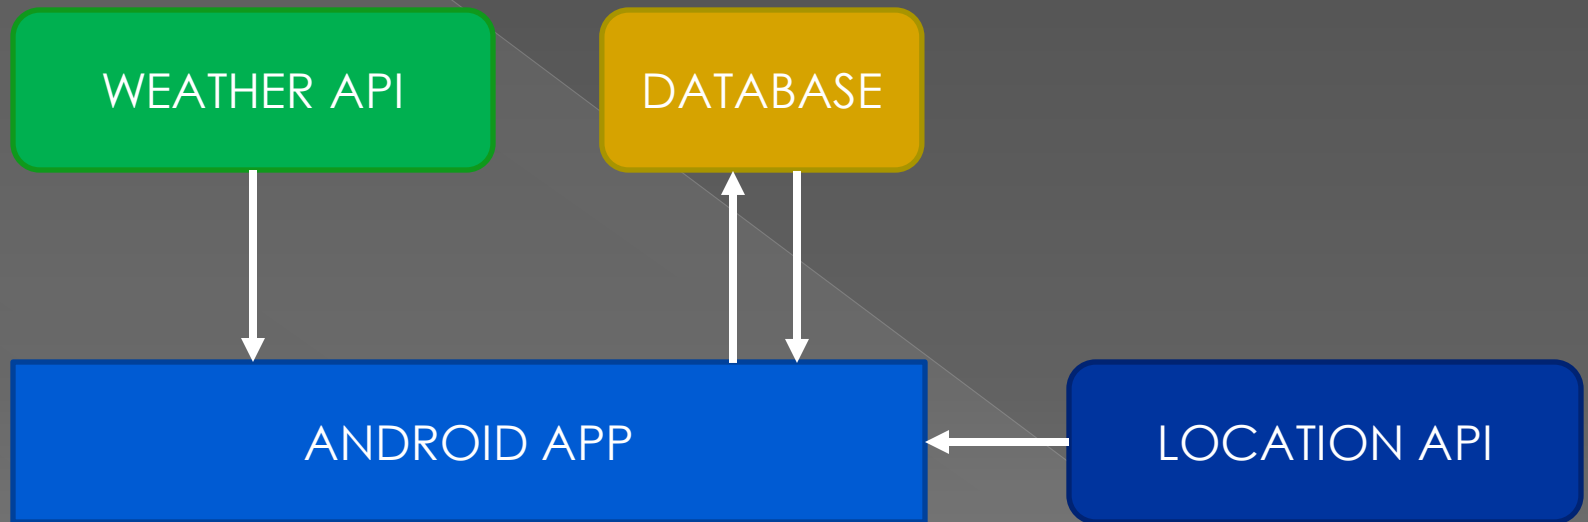 WEATHER API
DATABASE
ANDROID APP
LOCATION API